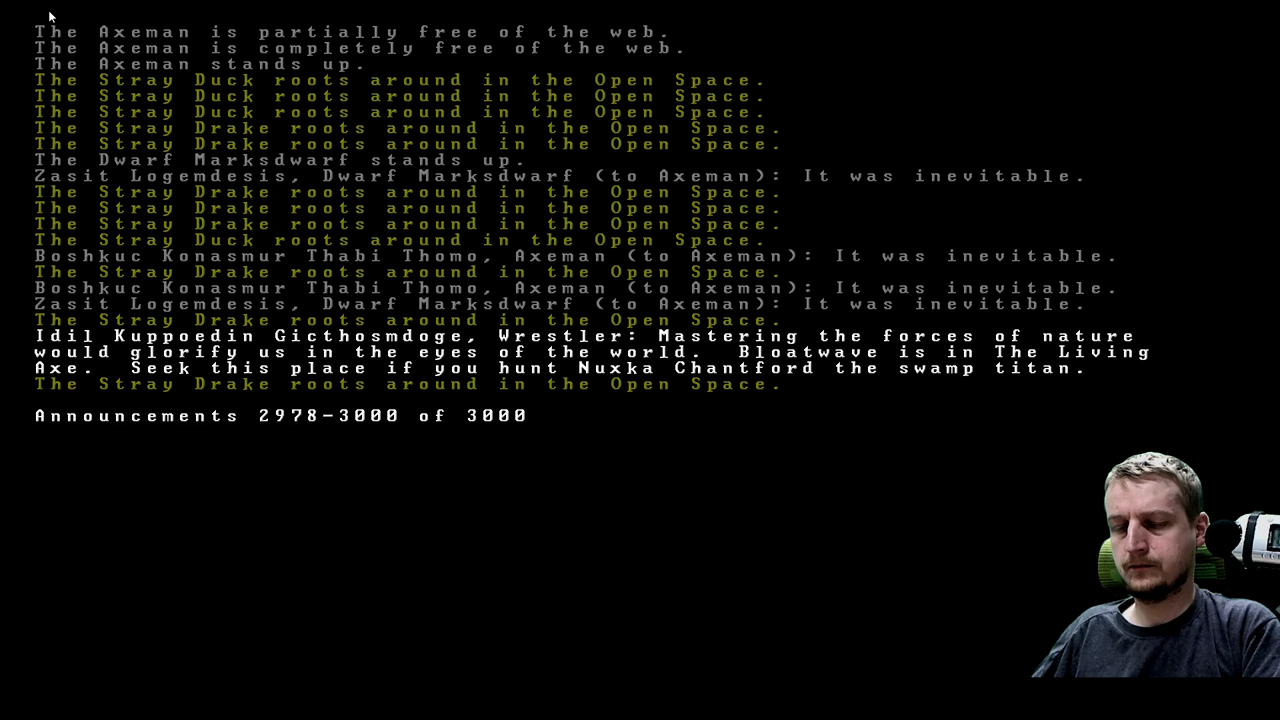 The Axeman is partially free of the web.
The Axeman is completely free of the web.
The Axeman stands up.
The Stray Duck roots around in the Open Space.
The Stray Duck roots around in the Open Space.
The Stray Duck roots around in the Open Space.
The Stray Drake roots around in the Open Space.
The Stray Drake roots around in the Open Space.
The Dwarf Marksdwarf stands up.
Zasit Logemdesis, Dwarf Marksdwarf (to Axeman): It was inevitable.
The Stray Drake roots around in the Open Space.
The Stray Drake roots around in the Open Space.
The Stray Drake roots around in the Open Space.
The Stray Duck roots around in the Open Space.
Boshkuc Konasmur Thabi Thomo, Axeman (to Axeman): It was inevitable.
The Stray Drake roots around in the Open Space.
Boshkuc Konasmur Thabi Thomo, Axeman (to Axeman): It was inevitable.
Zasit Logemdesis, Dwarf Marksdwarf (to Axeman): It was inevitable.
The Stray Drake roots around in the Open Space.
Idil Kuppoedin Gicthosmdoge, Wrestler: Mastering the forces of nature
would glorify us in the eyes of the world.  Bloatwave is in The Living
Axe.  Seek this place if you hunt Nuxka Chantford the swamp titan.
The Stray Drake roots around in the Open Space.
Announcements 2978-3000 of 3000